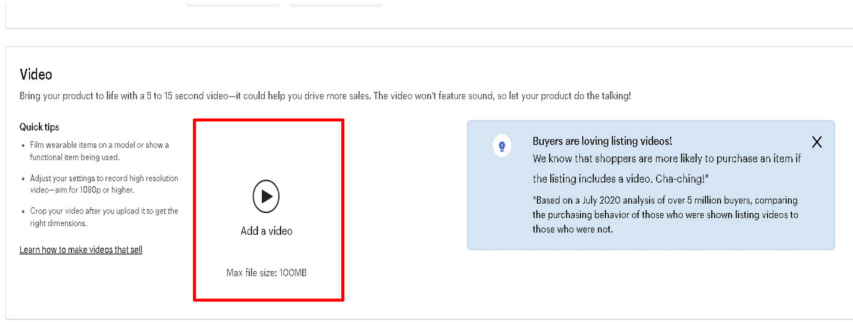 Video
Bring your product to life with a 5 to 15 second video—it could help you drive more sales. The video won't feature sound, so let your product do the talking!
Quick tips
• Film wearable items on a model or show a
functional item being used.
• Adjust your settings to record high resolution
video—aim for 1080p or higher.
• Crop your video after you upload it to get the
right dimensions.
Learn how to make videos that sell
Add a video
Max file size: 100MB
Buyers are loving listing videos!
We know that shoppers are more likely to purchase an item if
the listing includes a video. Cha-ching!*
*Based on a July 2020 analysis of over 5 million buyers, comparing
the purchasing behavior of those who were shown listing videos to
those who were not.